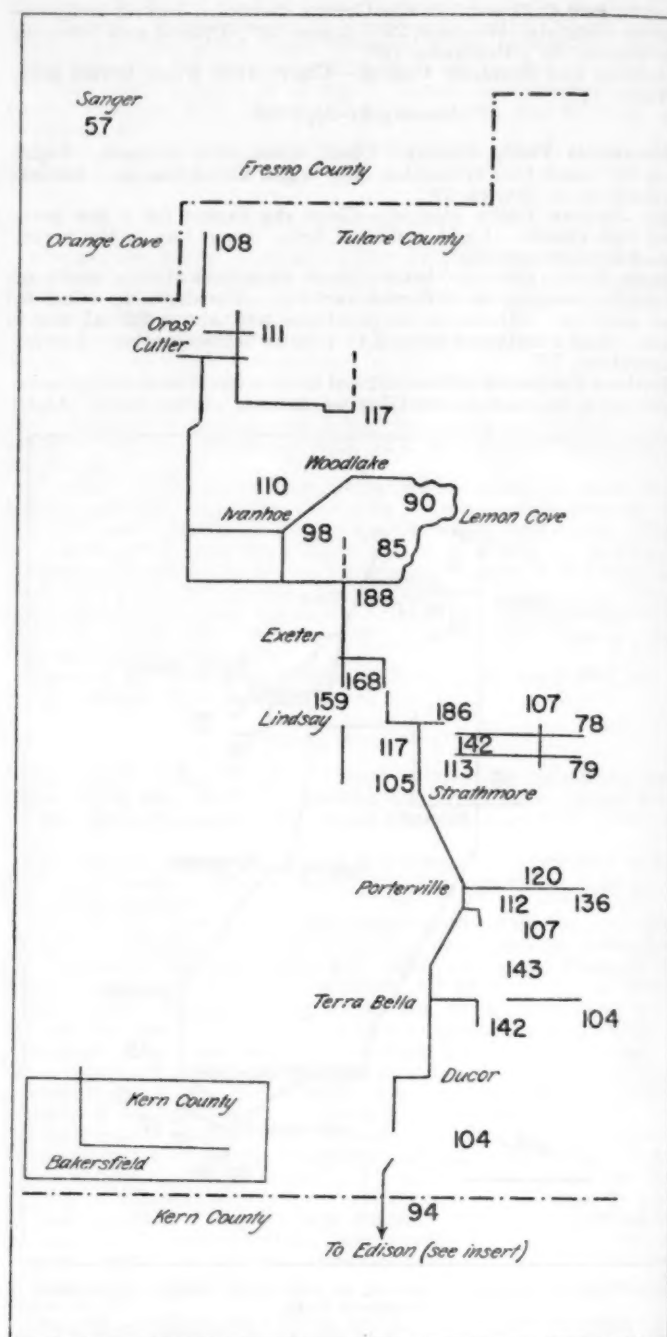 Sanger
57
Fresno County
Orange Cove
108
Tulare County
Orosi
111
Cutler
117
Woodlake
110
90
Ivanhoe
98
Lemon Cove
85
188
Exeter
168
159
107
Lindsay
186
78
117
142
113
79
105
Strathmore
120
Porterville
112
136
107
143
Terra Bella
142
104
Ducor
Kern County
104
Bakersfield
Kern County
94
To Edison (see insert)